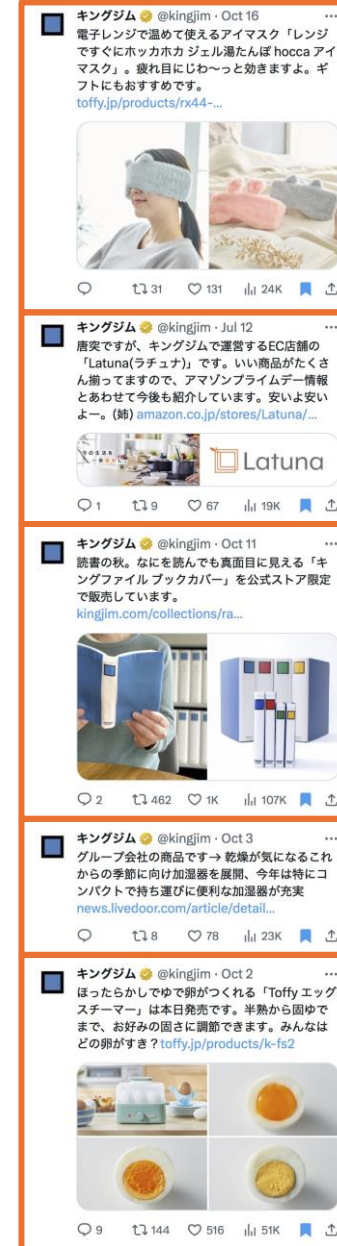 キングジム @kingjim · Oct 16
電子レンジで温めて使えるアイマスク「レンジ
ですぐにホッカホカ ジェル湯たんぽ hocca アイ
マスク」。疲れ目にじわ〜っと効きますよ。ギ
フトにもおすすめです。
toffy.jp/products/rx44-...
31 131 24K
キングジム @kingjim · Jul 12
唐突ですが、キングジムで運営するEC店舗の
「Latuna(ラチュナ)」です。いい商品がたくさ
ん揃ってますので、アマゾンプライムデー情報
とあわせて今後も紹介しています。安いよ安い
よー。(姉) amazon.co.jp/stores/Latuna/...
Latuna
1 9 67 19K
キングジム @kingjim · Oct 11
読書の秋。なにを読んでも真面目に見える「キ
ングファイル ブックカバー」を公式ストア限定
で販売しています。
kingjim.com/collections/ra...
2 462 1K 107K
キングジム @kingjim · Oct 3
グループ会社の商品です→ 乾燥が気になるこれ
からの季節に向け加湿器を展開、今年は特にコ
ンパクトで持ち運びに便利な加湿器が充実
news.livedoor.com/article/detail...
8 78 23K
キングジム @kingjim · Oct 2
ほったらかしでゆで卵がつくれる「Toffy エッグ
スチーマー」は本日発売です。半熟から固ゆで
まで、お好みの固さに調節できます。みんなは
どの卵がすき？toffy.jp/products/k-fs2
9 144 516 51K